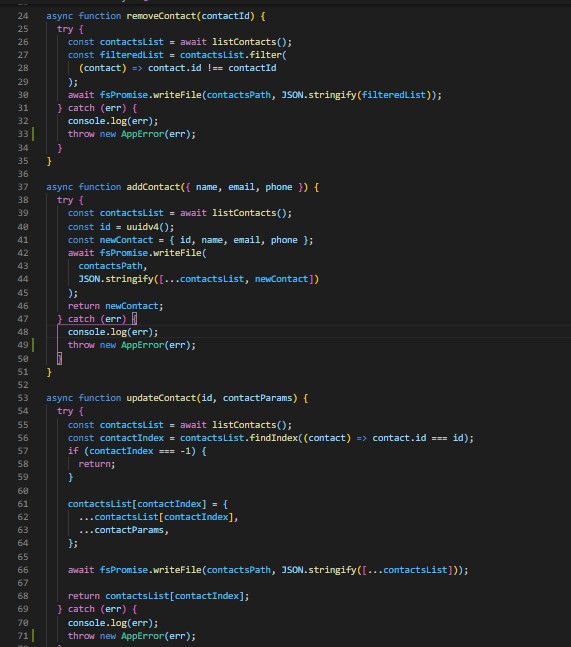 24 async function removeContact(contactId) {
25 try {
26 const contactsList = await listContacts();
27 const filteredList = contactsList.filter(
28 (contact) => contact.id !== contactId
29 );
30 await fsPromise.writeFile(contactsPath, JSON.stringify(filteredList));
31 } catch (err) {
32 console.log(err);
33 throw new AppError(err);
34 }
35 }
36
37 async function addContact({ name, email, phone }) {
38 try {
39 const contactsList = await listContacts();
40 const id = uuidv4();
41 const newContact = { id, name, email, phone };
42 await fsPromise.writeFile(
43 contactsPath,
44 JSON.stringify([...contactsList, newContact])
45 );
46 return newContact;
47 } catch (err) {
48 console.log(err);
49 throw new AppError(err);
50 }
51 }
52
53 async function updateContact(id, contactParams) {
54 try {
55 const contactsList = await listContacts();
56 const contactIndex = contactsList.findIndex((contact) => contact.id === id);
57 if (contactIndex === -1) {
58 return;
59 }
60
61 contactsList[contactIndex] = {
62 ...contactsList[contactIndex],
63 ...contactParams,
64 };
65
66 await fsPromise.writeFile(contactsPath, JSON.stringify([...contactsList]));
67
68 return contactsList[contactIndex];
69 } catch (err) {
70 console.log(err);
71 throw new AppError(err);